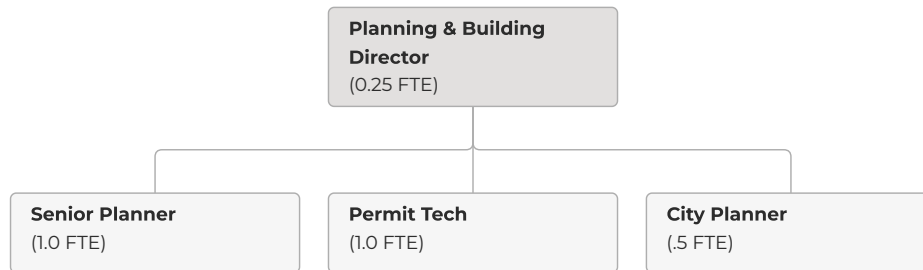 Planning & Building
Director
(0.25 FTE)
Senior Planner
(1.0 FTE)
Permit Tech
(1.0 FTE)
City Planner
(.5 FTE)